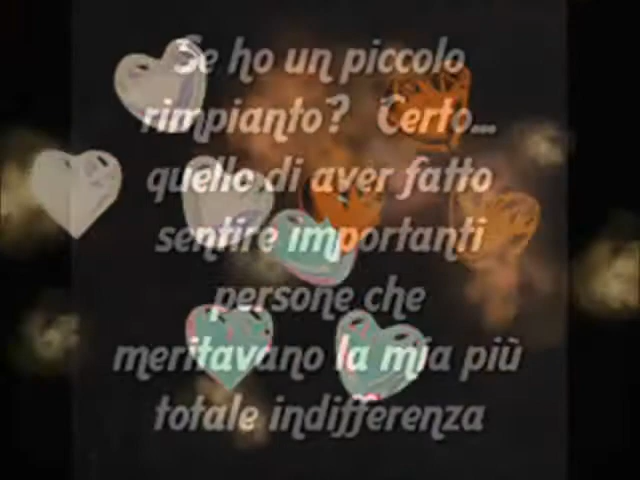 Se ho un piccolo
rimpianto? Certo...
quello di aver fatto
sentire importanti
persone che
meritavano la mia più
totale indifferenza